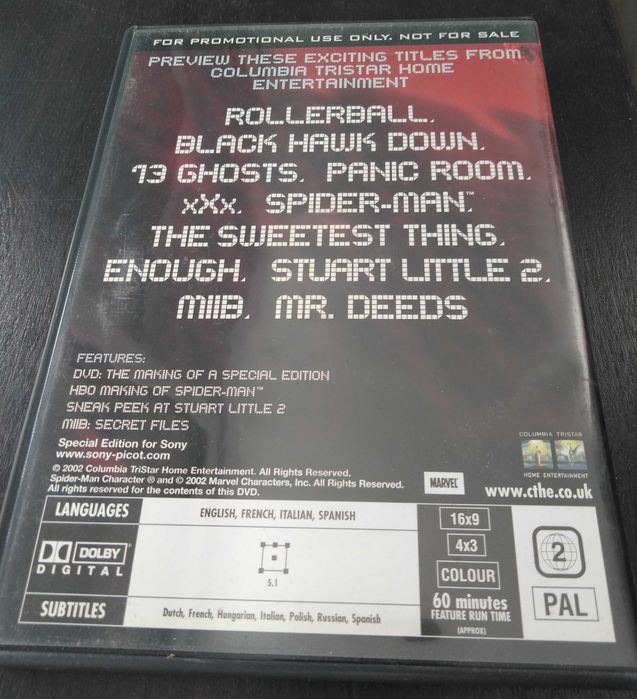 FOR PROMOTIONAL USE ONLY. NOT FOR SALE
PREVIEW THESE EXCITING TITLES FROM
COLUMBIA TRISTAR HOME
ENTERTAINMENT
ROLLERBALL.
BLACK HAWK DOWN.
13 GHOSTS. PANIC ROOM.
xXx. SPIDER-MAN.™
THE SWEETEST THING.
ENOUGH. STUART LITTLE 2.
MIIB. MR. DEEDS
FEATURES:
DVD: THE MAKING OF A SPECIAL EDITION
HBO MAKING OF SPIDER-MAN™
SNEAK PEEK AT STUART LITTLE 2
MIIB: SECRET FILES
Special Edition for Sony
www.sony-picot.com
© 2002 Columbia TriStar Home Entertainment. All Rights Reserved.
Spider-Man Character ® and © 2002 Marvel Characters, Inc. All Rights Reserved.
All rights reserved for the contents of this DVD.
MARVEL
COLUMBIA TRISTAR
HOME ENTERTAINMENT
www.cthe.co.uk
LANGUAGES
ENGLISH, FRENCH, ITALIAN, SPANISH
DOLBY
DIGITAL
5.1
SUBTITLES
Dutch, French, Hungarian, Italian, Polish, Russian, Spanish
16x9
4x3
COLOUR
60 minutes
FEATURE RUN TIME
(APPROX)
2
PAL